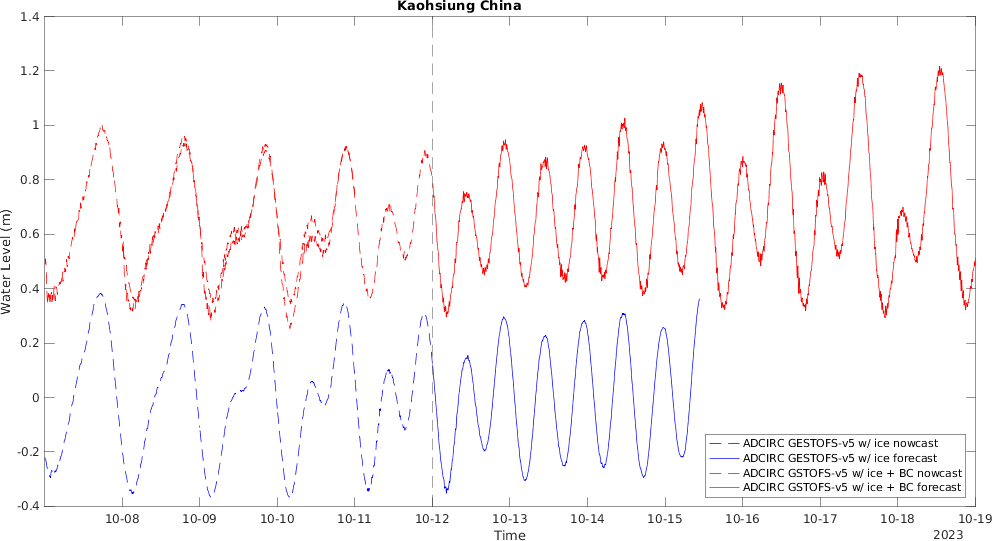 Kaohsiung China
1.4
1.2
1
0.8
0.6
0.4
0.2
0
-0.2
-0.4
Water Level (m)
10-08 10-09 10-10 10-11 10-12 10-13 10-14 10-15 10-16 10-17 10-18 10-19
Time
2023
ADCIRC GESTOFS-v5 w/ ice nowcast
ADCIRC GESTOFS-v5 w/ ice forecast
ADCIRC GSTOFS-v5 w/ ice + BC nowcast
ADCIRC GSTOFS-v5 w/ ice + BC forecast